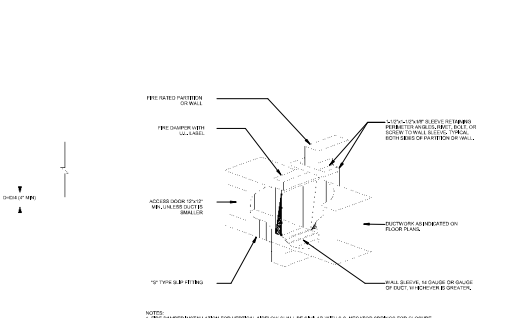 FIRE RATED PARTITION
OR WALL
FIRE DAMPER WITH
U.L. LABEL
1-1/2"x1-1/2"x1/8" SLEEVE RETAINING
PERIMETER ANGLES, RIVET, BOLT, OR
SCREW TO WALL SLEEVE. TYPICAL
BOTH SIDES OF PARTITION OR WALL.
ACCESS DOOR 12"x12"
MIN. UNLESS DUCT IS
SMALLER
(4" MIN)
DUCTWORK AS INDICATED ON
FLOOR PLANS.
"S" TYPE SLIP FITTING
WALL SLEEVE, 14 GAUGE OR GAUGE
OF DUCT, WHICHEVER IS GREATER.
NOTES: